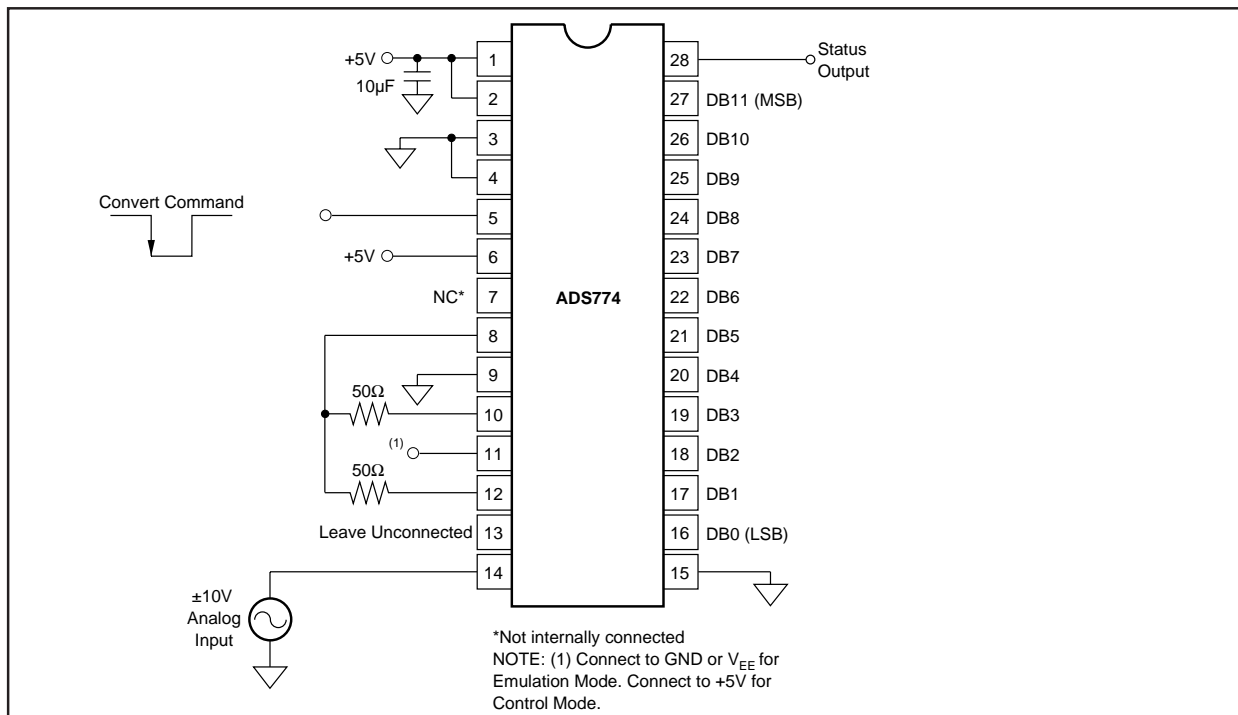 +5V
10µF
1
2
3
4
5
6
7
8
9
10
11
12
13
14
Convert Command
+5V
NC*
50Ω
(1)
50Ω
Leave Unconnected
±10V
Analog
Input
ADS774
28
27
26
25
24
23
22
21
20
19
18
17
16
15
Status
Output
DB11 (MSB)
DB10
DB9
DB8
DB7
DB6
DB5
DB4
DB3
DB2
DB1
DB0 (LSB)
*Not internally connected
NOTE: (1) Connect to GND or VEE for
Emulation Mode. Connect to +5V for
Control Mode.